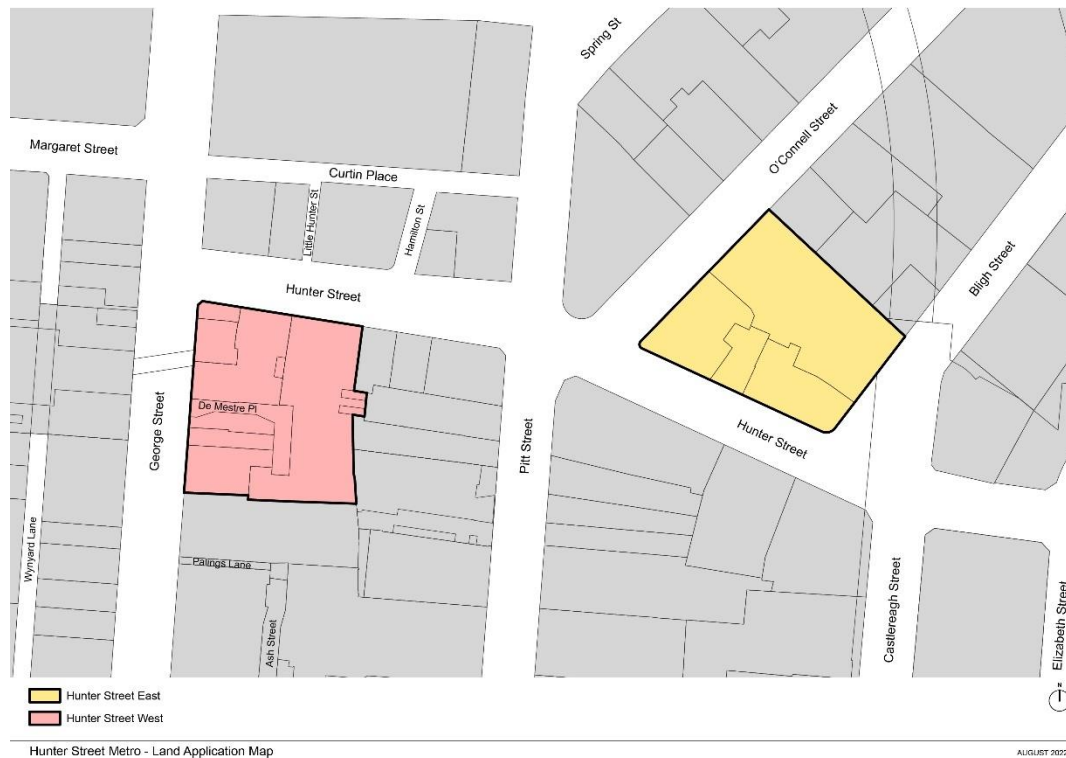 Spring St
O'Connell Street
Margaret Street
Curtin Place
Little Hunter St
Hamilton St
Bligh Street
Hunter Street
De Mestre Pl
George Street
Pitt Street
Hunter Street
Wynyard Lane
Palings Lane
Ash Street
Castlereagh Street
Elizabeth Street
Hunter Street East
Hunter Street West
N
Hunter Street Metro - Land Application Map
AUGUST 2022